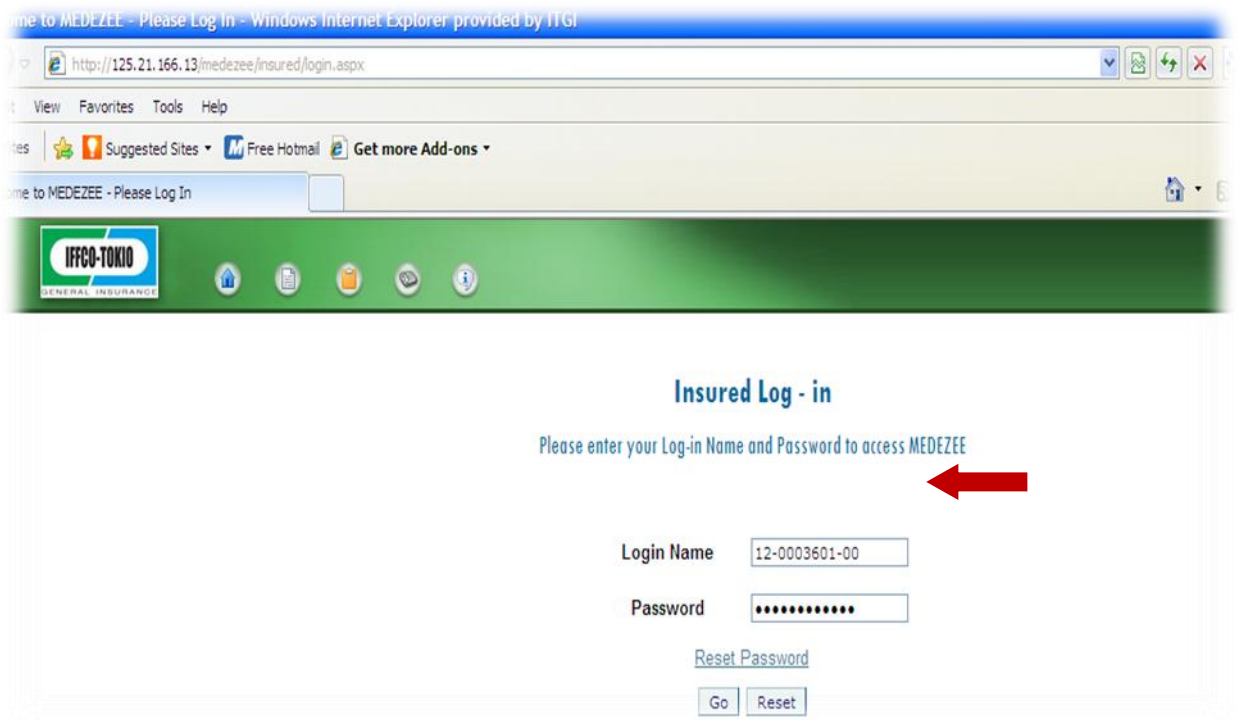 me to MEDEZEE - Please Log In - Windows Internet Explorer provided by ITGI
http://125.21.166.13/medezee/insured/login.aspx
View Favorites Tools Help
Suggested Sites Free Hotmail Get more Add-ons
me to MEDEZEE - Please Log In
IFFCO-TOKIO
GENERAL INSURANCE
Insured Log - in
Please enter your Log-in Name and Password to access MEDEZEE
Login Name 12-0003601-00
Password ••••••••••••
Reset Password
Go Reset